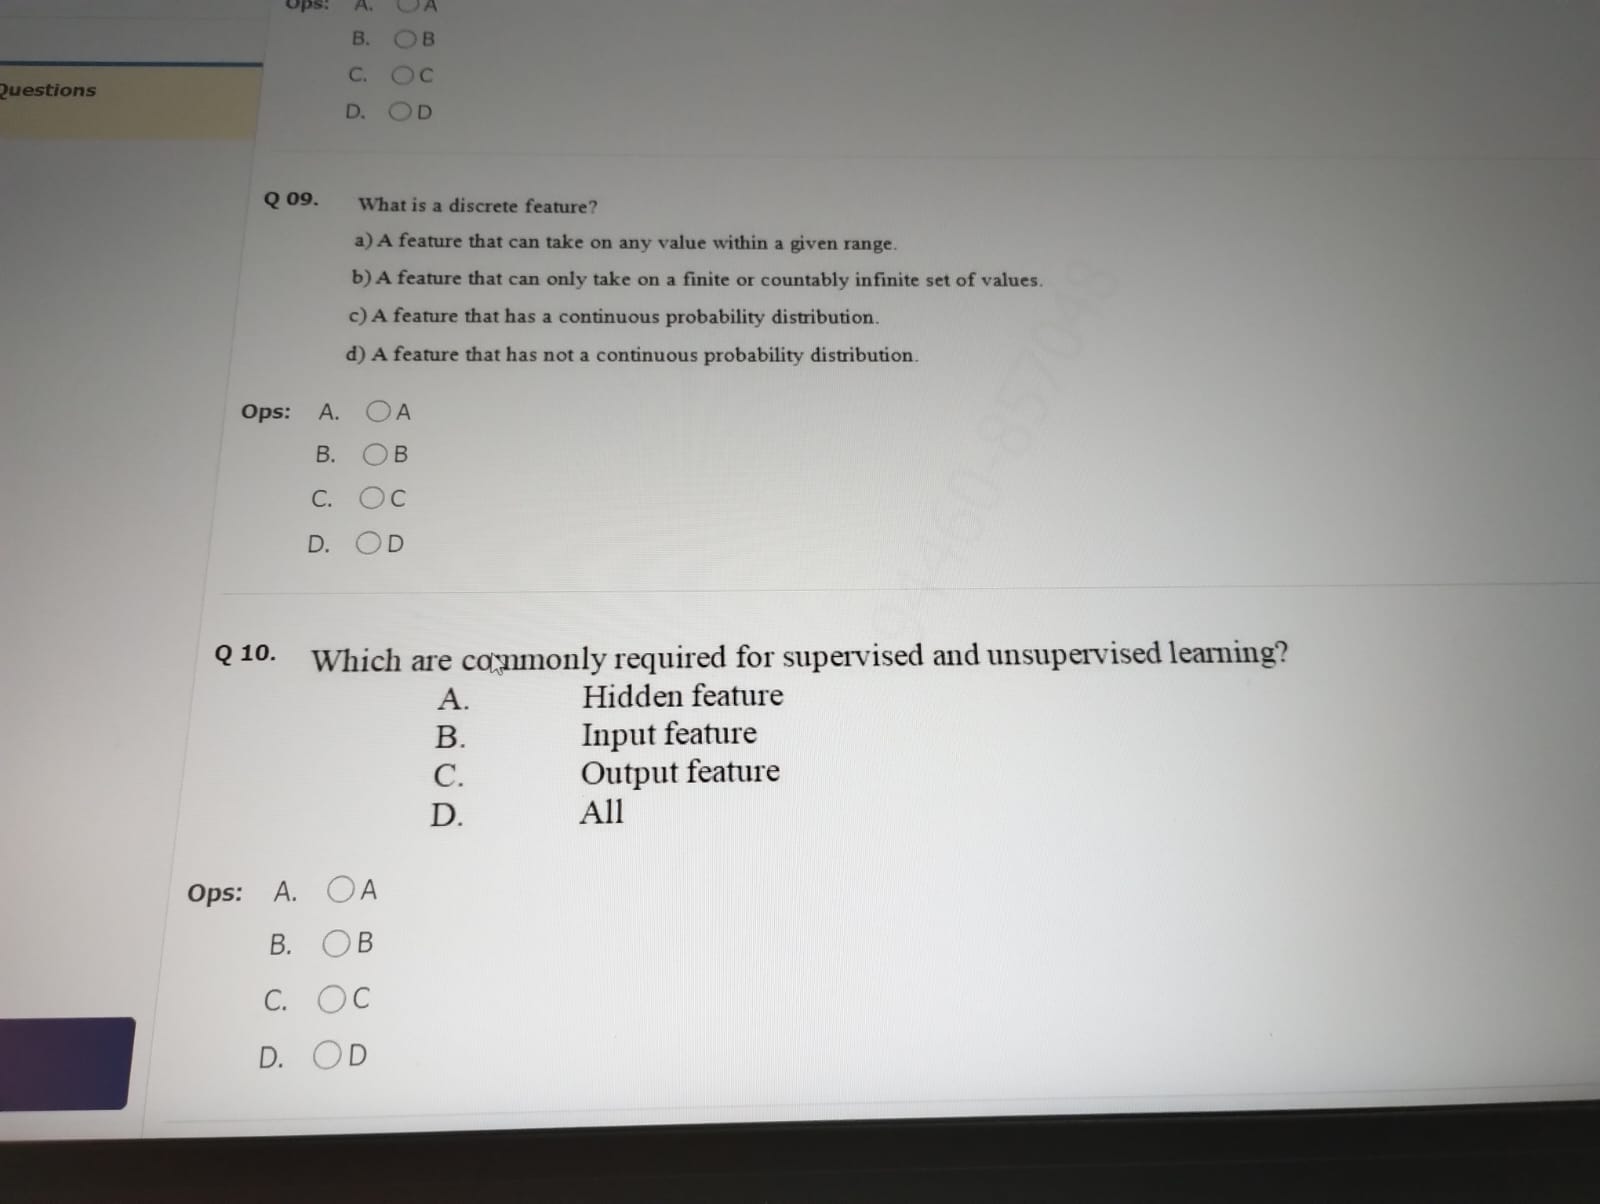 Ops: A. A
B. B
Questions
C. C
D. D
Q 09. What is a discrete feature?
a) A feature that can take on any value within a given range.
b) A feature that can only take on a finite or countably infinite set of values.
c) A feature that has a continuous probability distribution.
d) A feature that has not a continuous probability distribution.
Ops: A. A
B. B
C. C
D. D
Q 10. Which are commonly required for supervised and unsupervised learning?
A. Hidden feature
B. Input feature
C. Output feature
D. All
Ops: A. A
B. B
C. C
D. D